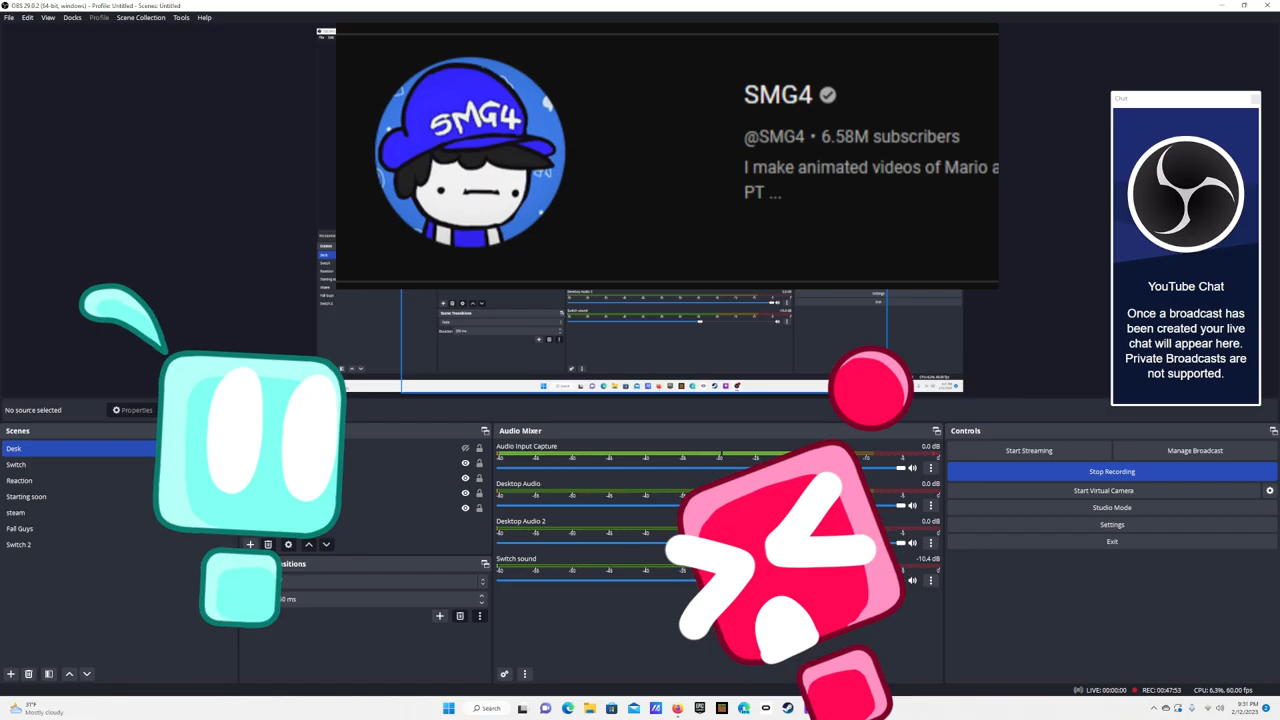 OBS 29.0.2 (64-bit, windows) - Profile: Untitled - Scenes: Untitled
File Edit View Docks Profile Scene Collection Tools Help
SMG4
SMG4
@SMG4 • 6.58M subscribers
I make animated videos of Mario a
PT ...
Chat
YouTube Chat
Once a broadcast has
been created your live
chat will appear here.
Private Broadcasts are
not supported.
No source selected
Properties
Scenes
Desk
Switch
Reaction
Starting soon
steam
Fall Guys
Switch 2
Audio Mixer
Audio Input Capture 0.0 dB
Desktop Audio 0.0 dB
Desktop Audio 2 0.0 dB
Switch sound -10.4 dB
Controls
Start Streaming
Manage Broadcast
Stop Recording
Start Virtual Camera
Studio Mode
Settings
Exit
LIVE: 00:00:00 REC: 00:47:53 CPU: 6.3%, 60.00 fps
31°F
Mostly cloudy
Search
9:31 PM
2/12/2023